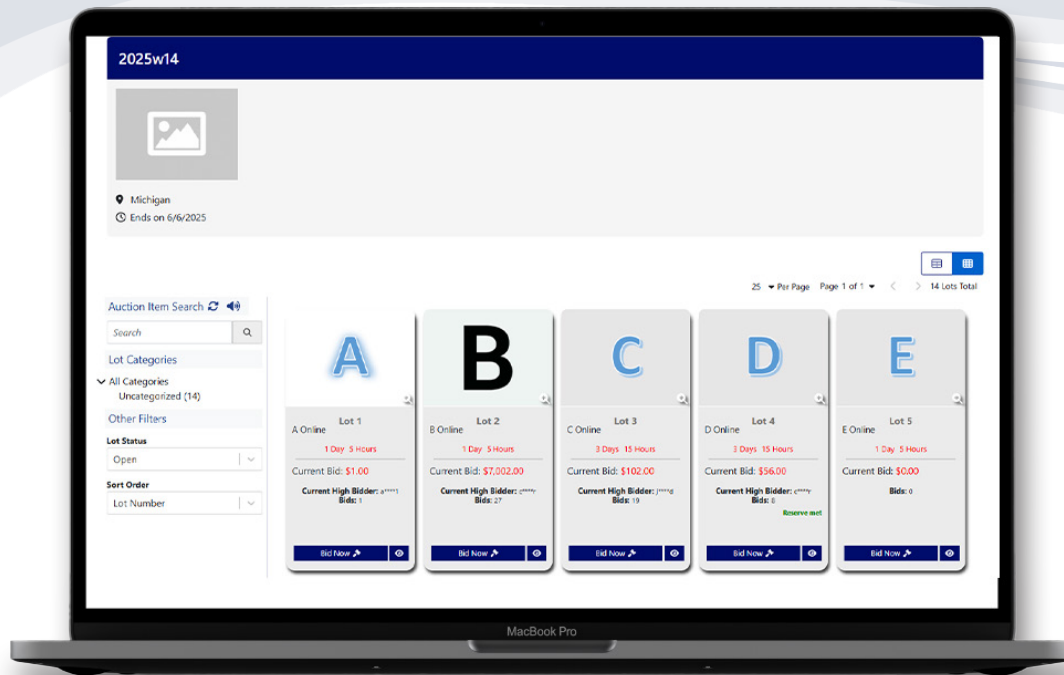 2025w14
Michigan
Ends on 6/6/2025
25 Per Page Page 1 of 1 14 Lots Total
Auction Item Search
Search
Lot Categories
All Categories
Uncategorized (14)
Other Filters
Lot Status
Open
Sort Order
Lot Number
A
Lot 1
A Online
1 Day 5 Hours
Current Bid: $1.00
Current High Bidder: a****1
Bids: 1
Bid Now
B
Lot 2
B Online
1 Day 5 Hours
Current Bid: $7,002.00
Current High Bidder: c****r
Bids: 27
Bid Now
C
Lot 3
C Online
3 Days 15 Hours
Current Bid: $102.00
Current High Bidder: j****d
Bids: 19
Bid Now
D
Lot 4
D Online
3 Days 15 Hours
Current Bid: $56.00
Current High Bidder: c****r
Bids: 6
Reserve met
Bid Now
E
Lot 5
E Online
1 Day 5 Hours
Current Bid: $0.00
Bids: 0
Bid Now
MacBook Pro